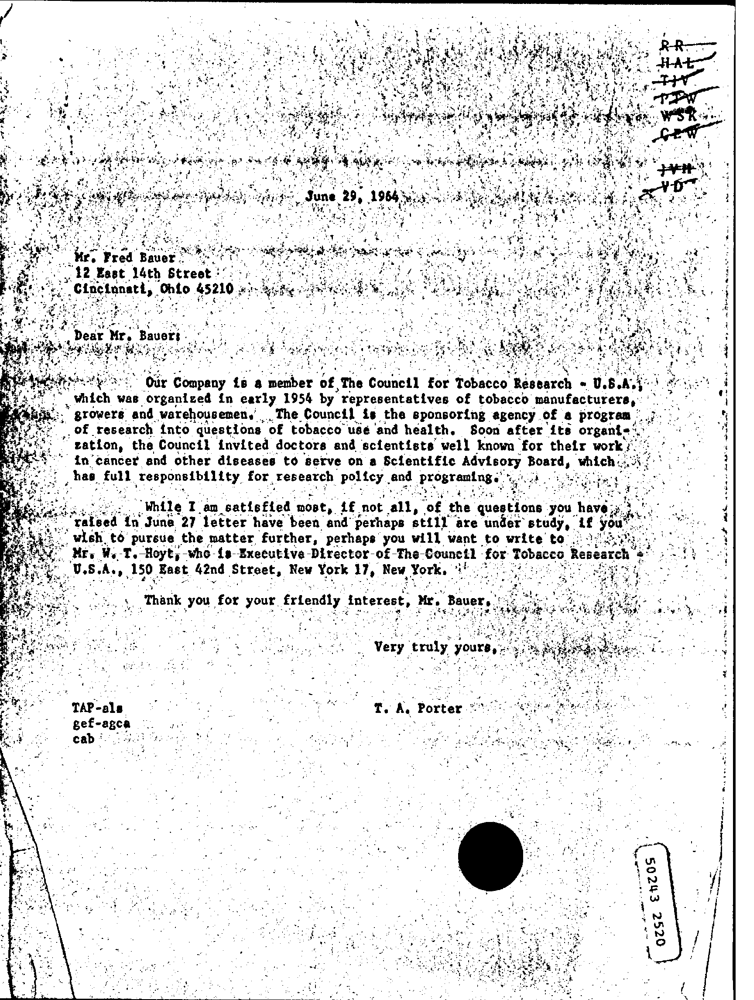 RR
HAL
TJV
PTW
WSR
CEW
JVH
VD
June 29, 1964
Mr. Fred Bauer
12 East 14th Street
Cincinnati, Ohio 45210
Dear Mr. Bauer:
Our Company is a member of The Council for Tobacco Research - U.S.A.,
which was organized in early 1954 by representatives of tobacco manufacturers,
growers and warehousemen. The Council is the sponsoring agency of a program
of research into questions of tobacco use and health. Soon after its organi-
zation, the Council invited doctors and scientists well known for their work
in cancer and other diseases to serve on a Scientific Advisory Board, which
has full responsibility for research policy and programing.
While I am satisfied most, if not all, of the questions you have
raised in June 27 letter have been and perhaps still are under study, if you
wish to pursue the matter further, perhaps you will want to write to
Mr. W. T. Hoyt, who is Executive Director of The Council for Tobacco Research -
U.S.A., 150 East 42nd Street, New York 17, New York.
Thank you for your friendly interest, Mr. Bauer.
Very truly yours,
TAP-als
T. A. Porter
gef-agca
cab
50243 2520